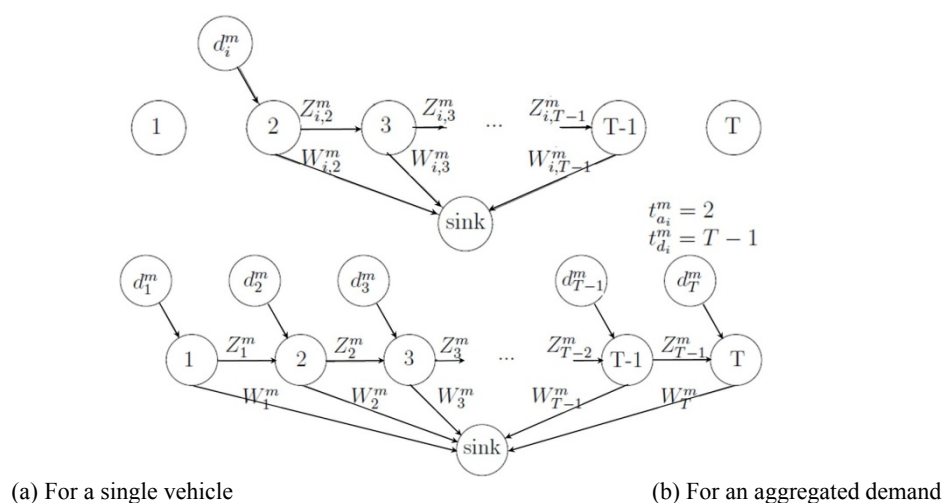 d_i^m
Z_{i,2}^m Z_{i,3}^m Z_{i,T-1}^m
1 2 3 ... T-1 T
W_{i,2}^m W_{i,3}^m W_{i,T-1}^m
sink
t_{a_i}^m = 2
t_{d_i}^m = T - 1
d_1^m d_2^m d_3^m d_{T-1}^m d_T^m
Z_1^m Z_2^m Z_3^m Z_{T-2}^m Z_{T-1}^m
1 2 3 ... T-1 T
W_1^m W_2^m W_3^m W_{T-1}^m W_T^m
sink
(a) For a single vehicle (b) For an aggregated demand